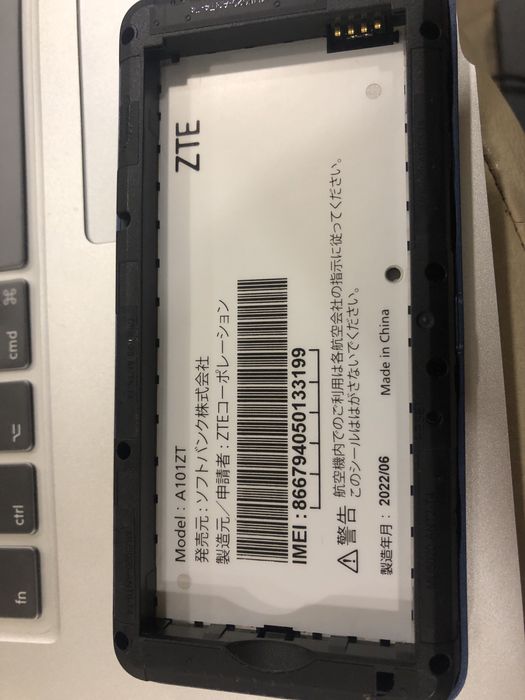 ZTE
Model : A101ZT
発売元 : ソフトバンク株式会社
製造元／申請者 : ZTEコーポレーション
IMEI : 866794050133199
警告 航空機内でのご利用は各航空会社の指示に従ってください。
このシールははがさないでください。
製造年月 : 2022/06 Made in China
⌘
cmd
⌥
ctrl
fn